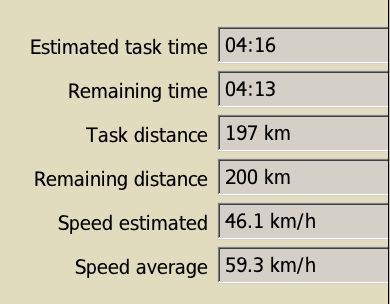 Estimated task time 04:16
Remaining time 04:13
Task distance 197 km
Remaining distance 200 km
Speed estimated 46.1 km/h
Speed average 59.3 km/h